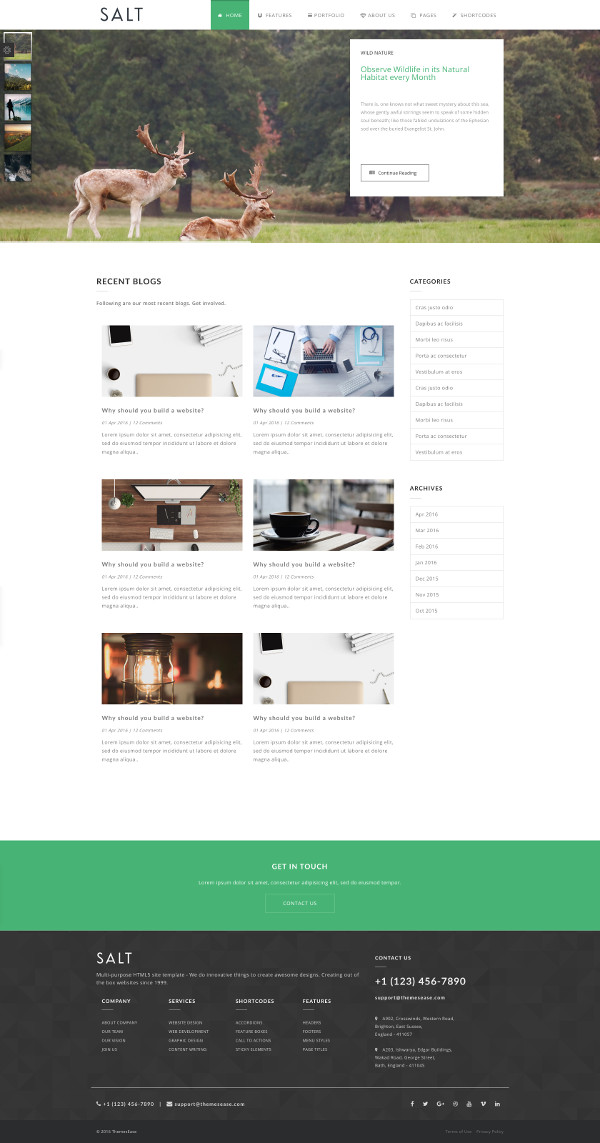 SALT
HOME FEATURES PORTFOLIO ABOUT US PAGES SHORTCODES
WILD NATURE
Observe Wildlife in its Natural
Habitat every Month
There is, one knows not what sweet mystery about this sea,
whose gently awful stirrings seem to speak of some hidden
soul beneath; like those fabled undulations of the Ephesian
sod over the buried Evangelist St. John.
Continue Reading
RECENT BLOGS
Following are our most recent blogs. Get involved.
Why should you build a website?
01 Apr 2016 | 12 Comments
Lorem ipsum dolor sit amet, consectetur adipisicing elit,
sed do eiusmod tempor incididunt ut labore et dolore
magna aliqua..
Why should you build a website?
01 Apr 2016 | 12 Comments
Lorem ipsum dolor sit amet, consectetur adipisicing elit,
sed do eiusmod tempor incididunt ut labore et dolore
magna aliqua..
Why should you build a website?
01 Apr 2016 | 12 Comments
Lorem ipsum dolor sit amet, consectetur adipisicing elit,
sed do eiusmod tempor incididunt ut labore et dolore
magna aliqua..
Why should you build a website?
01 Apr 2016 | 12 Comments
Lorem ipsum dolor sit amet, consectetur adipisicing elit,
sed do eiusmod tempor incididunt ut labore et dolore
magna aliqua..
Why should you build a website?
01 Apr 2016 | 12 Comments
Lorem ipsum dolor sit amet, consectetur adipisicing elit,
sed do eiusmod tempor incididunt ut labore et dolore
magna aliqua..
Why should you build a website?
01 Apr 2016 | 12 Comments
Lorem ipsum dolor sit amet, consectetur adipisicing elit,
sed do eiusmod tempor incididunt ut labore et dolore
magna aliqua..
CATEGORIES
Cras justo odio
Dapibus ac facilisis
Morbi leo risus
Porta ac consectetur
Vestibulum at eros
Cras justo odio
Dapibus ac facilisis
Morbi leo risus
Porta ac consectetur
Vestibulum at eros
ARCHIVES
Apr 2016
Mar 2016
Feb 2016
Jan 2016
Dec 2015
Nov 2015
Oct 2015
GET IN TOUCH
Lorem ipsum dolor sit amet, consectetur adipisicing elit, sed do eiusmod tempor.
CONTACT US
SALT
Multi-purpose HTML5 site template - We do innovative things to create awesome designs. Creating out of
the box websites since 1999.
COMPANY
ABOUT COMPANY
OUR TEAM
OUR VISION
JOIN US
SERVICES
WEBSITE DESIGN
WEB DEVELOPMENT
GRAPHIC DESIGN
CONTENT WRITING
SHORTCODES
ACCORDIONS
FEATURE BOXES
CALL TO ACTIONS
STICKY ELEMENTS
FEATURES
HEADERS
FOOTERS
MENU STYLES
PAGE TITLES
CONTACT US
+1 (123) 456-7890
support@themesease.com
A302, Crosswinds, Western Road,
Brighton, East Sussex,
England - #11057
Edgar Buildings,
George Street,
Bath, England - #11035
+1 (123) 456-7890 | support@themesease.com
© 2016 ThemesEase
Terms of Use Privacy Policy